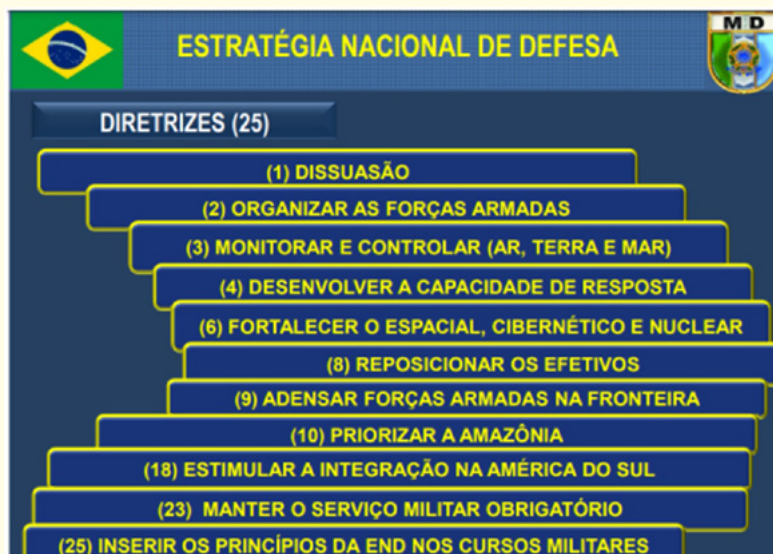 ESTRATÉGIA NACIONAL DE DEFESA
M D
DIRETRIZES (25)
(1) DISSUASÃO
(2) ORGANIZAR AS FORÇAS ARMADAS
(3) MONITORAR E CONTROLAR (AR, TERRA E MAR)
(4) DESENVOLVER A CAPACIDADE DE RESPOSTA
(6) FORTALECER O ESPACIAL, CIBERNÉTICO E NUCLEAR
(8) REPOSICIONAR OS EFETIVOS
(9) ADENSAR FORÇAS ARMADAS NA FRONTEIRA
(10) PRIORIZAR A AMAZÔNIA
(18) ESTIMULAR A INTEGRAÇÃO NA AMÉRICA DO SUL
(23) MANTER O SERVIÇO MILITAR OBRIGATÓRIO
(25) INSERIR OS PRINCÍPIOS DA END NOS CURSOS MILITARES